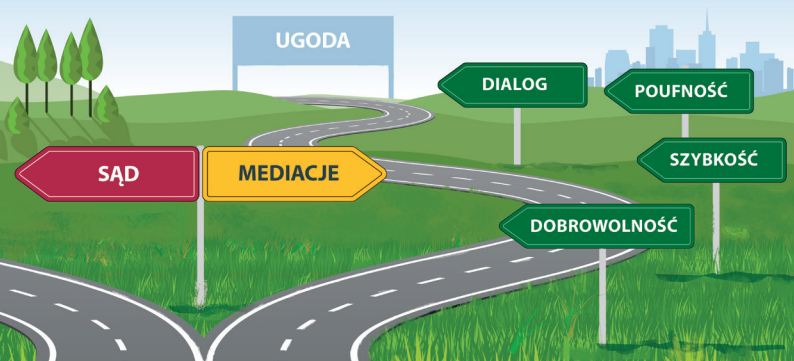 UGODA
DIALOG
POUFNOŚĆ
SĄD
MEDIACJE
SZYBKOŚĆ
DOBROWOLNOŚĆ